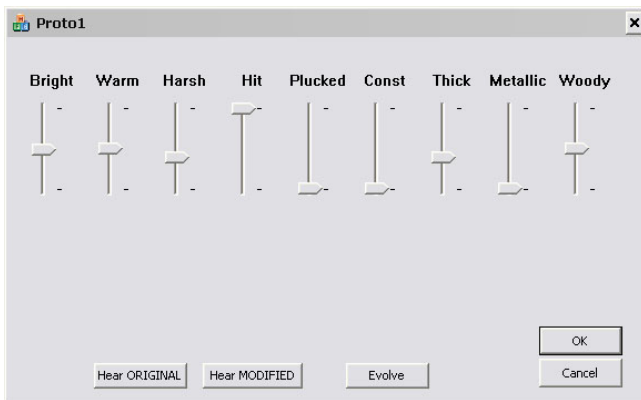 Proto1
Bright Warm Harsh Hit Plucked Const Thick Metallic Woody
OK
Hear ORIGINAL Hear MODIFIED Evolve Cancel